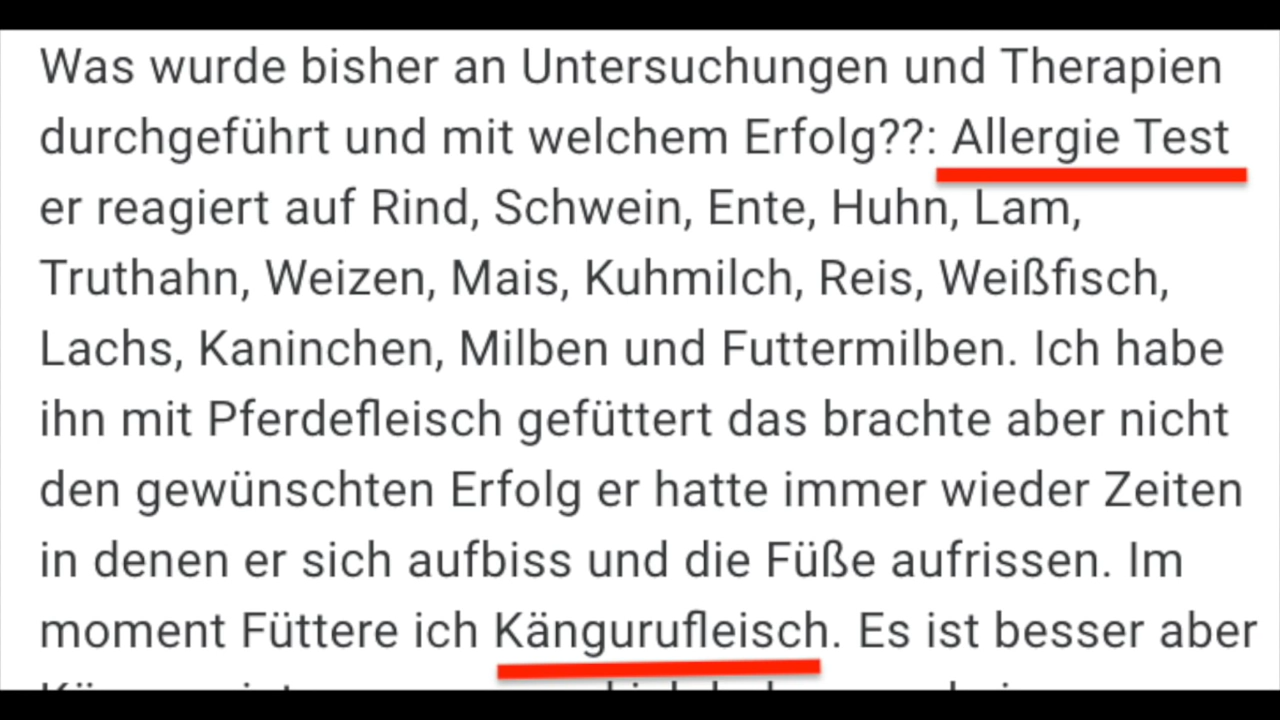 Was wurde bisher an Untersuchungen und Therapien
durchgeführt und mit welchem Erfolg??: Allergie Test
er reagiert auf Rind, Schwein, Ente, Huhn, Lam,
Truthahn, Weizen, Mais, Kuhmilch, Reis, Weißfisch,
Lachs, Kaninchen, Milben und Futtermilben. Ich habe
ihn mit Pferdefleisch gefüttert das brachte aber nicht
den gewünschten Erfolg er hatte immer wieder Zeiten
in denen er sich aufbiss und die Füße aufrissen. Im
moment Füttere ich Kängurufleisch. Es ist besser aber